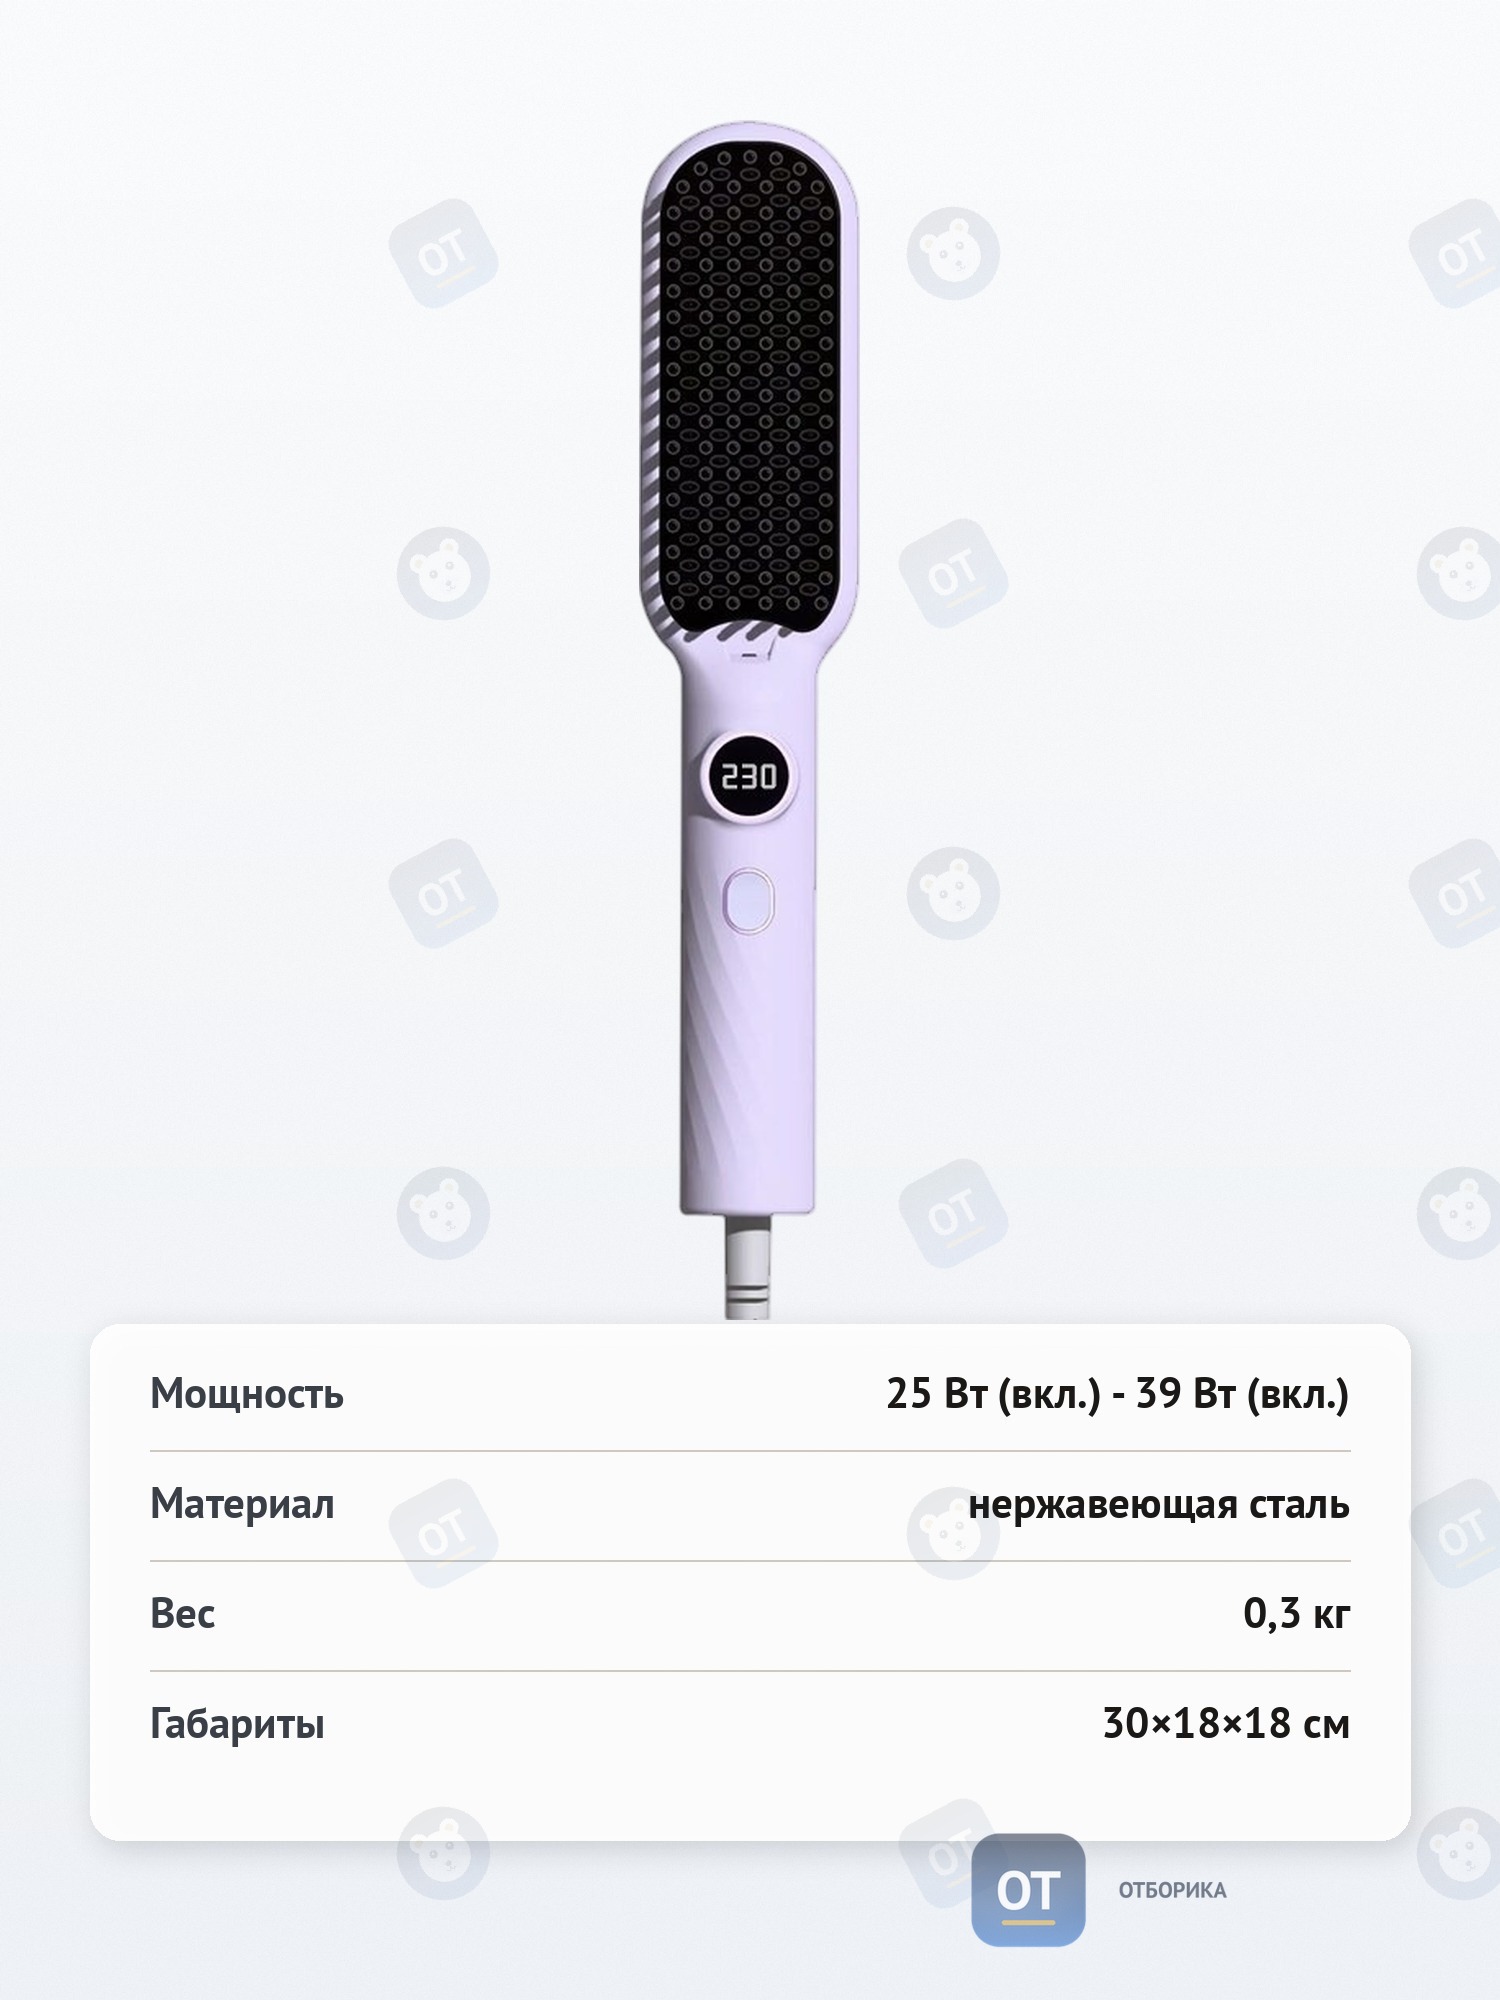 230
Мощность 25 Вт (вкл.) - 39 Вт (вкл.)
Материал нержавеющая сталь
Вес 0,3 кг
Габариты 30×18×18 см
ОТ ОТБОРИКА